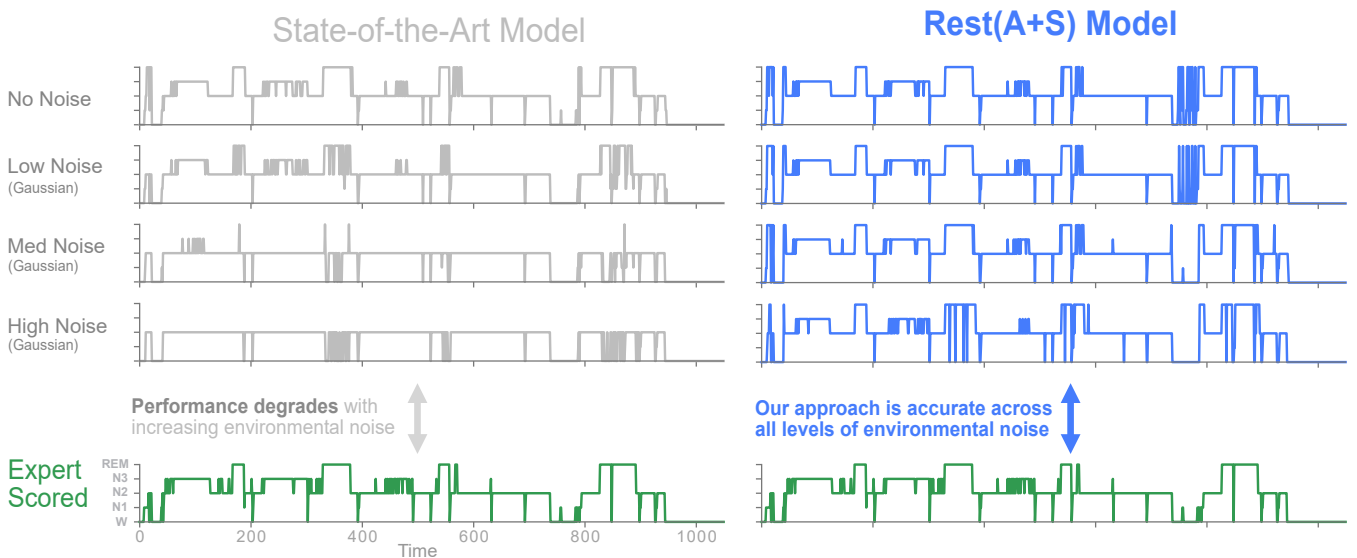 State-of-the-Art Model
Rest(A+S) Model
No Noise
Low Noise
(Gaussian)
Med Noise
(Gaussian)
High Noise
(Gaussian)
Performance degrades with
increasing environmental noise
Our approach is accurate across
all levels of environmental noise
Expert
Scored
REM
N3
N2
N1
W
0 200 400 600 800 1000
Time